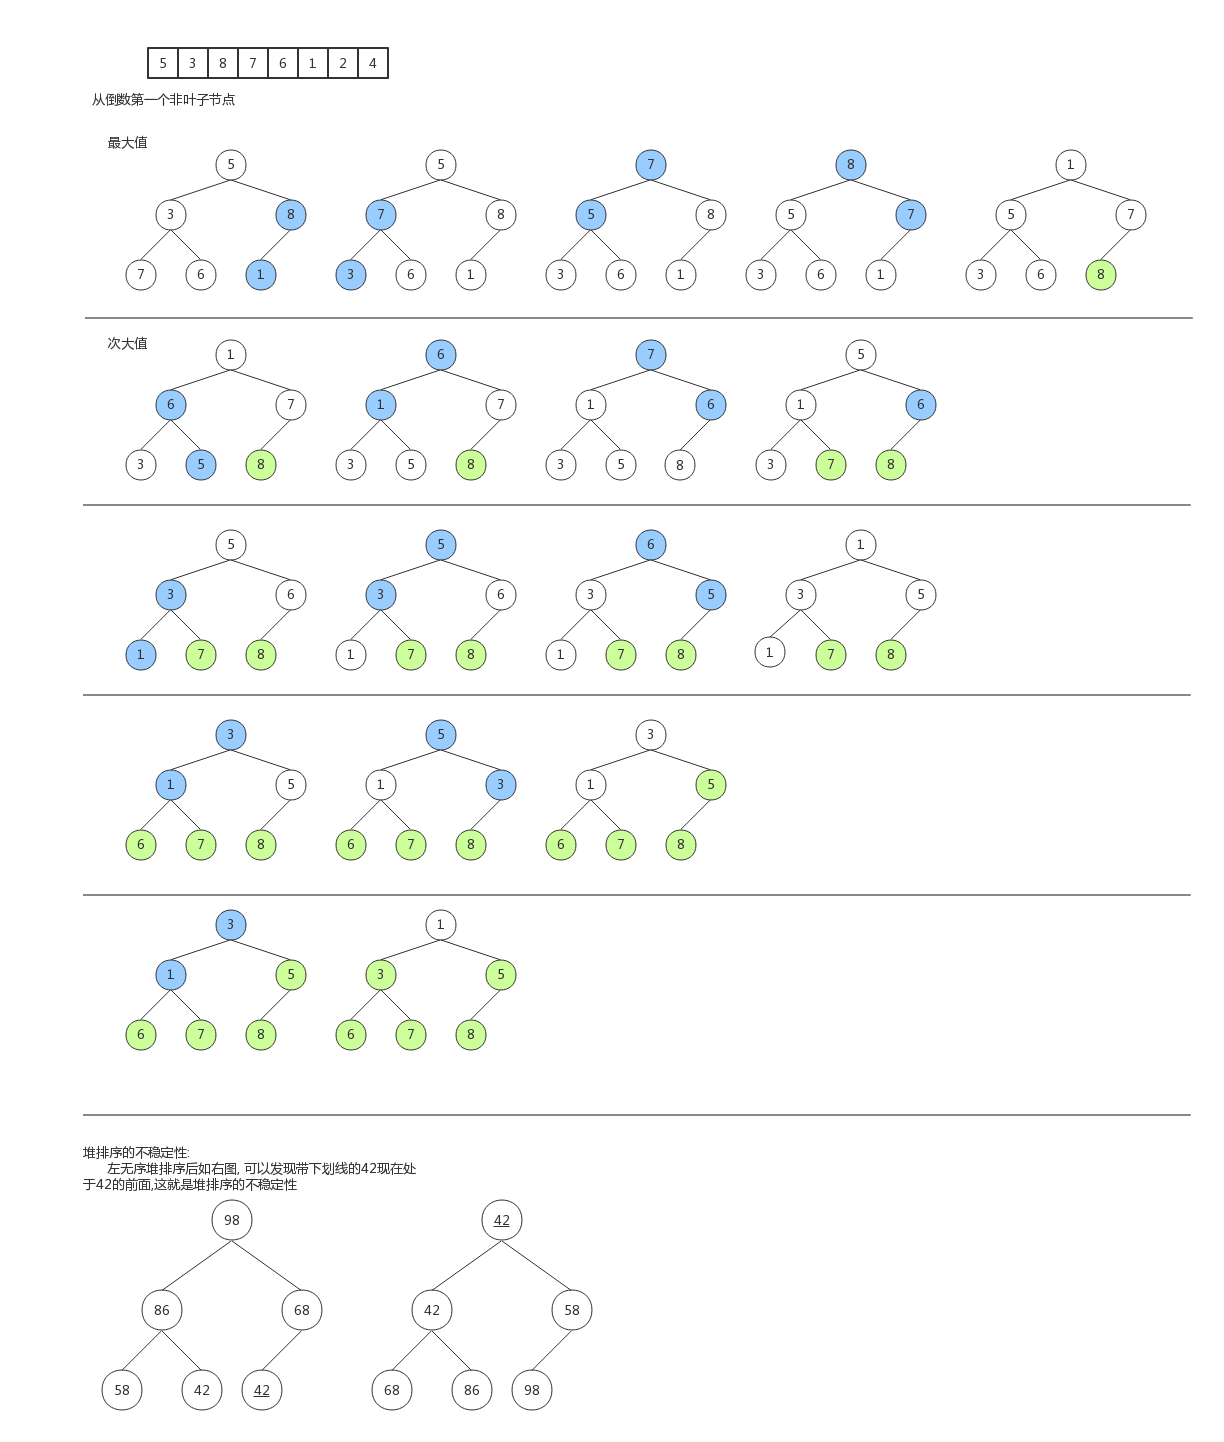 5 3 8 7 6 1 2 4
从倒数第一个非叶子节点
最大值
5 5 7 8 1
3 8 7 8 5 8 5 7 5 7
7 6 1 3 6 1 3 6 1 3 6 1 3 6 8
次大值
1 6 7 5
6 7 1 7 1 6 1 6
3 5 8 3 5 8 3 5 8 3 7 8
5 5 6 1
3 6 3 6 3 5 3 5
1 7 8 1 7 8 1 7 8 1 7 8
3 5 3
1 5 1 3 1 5
6 7 8 6 7 8 6 7 8
3 1
1 5 3 5
6 7 8 6 7 8
堆排序的不稳定性:
左无序堆排序后如右图, 可以发现带下划线的42现在处
于42的前面,这就是堆排序的不稳定性
98 42
86 68 42 58
58 42 42 68 86 98